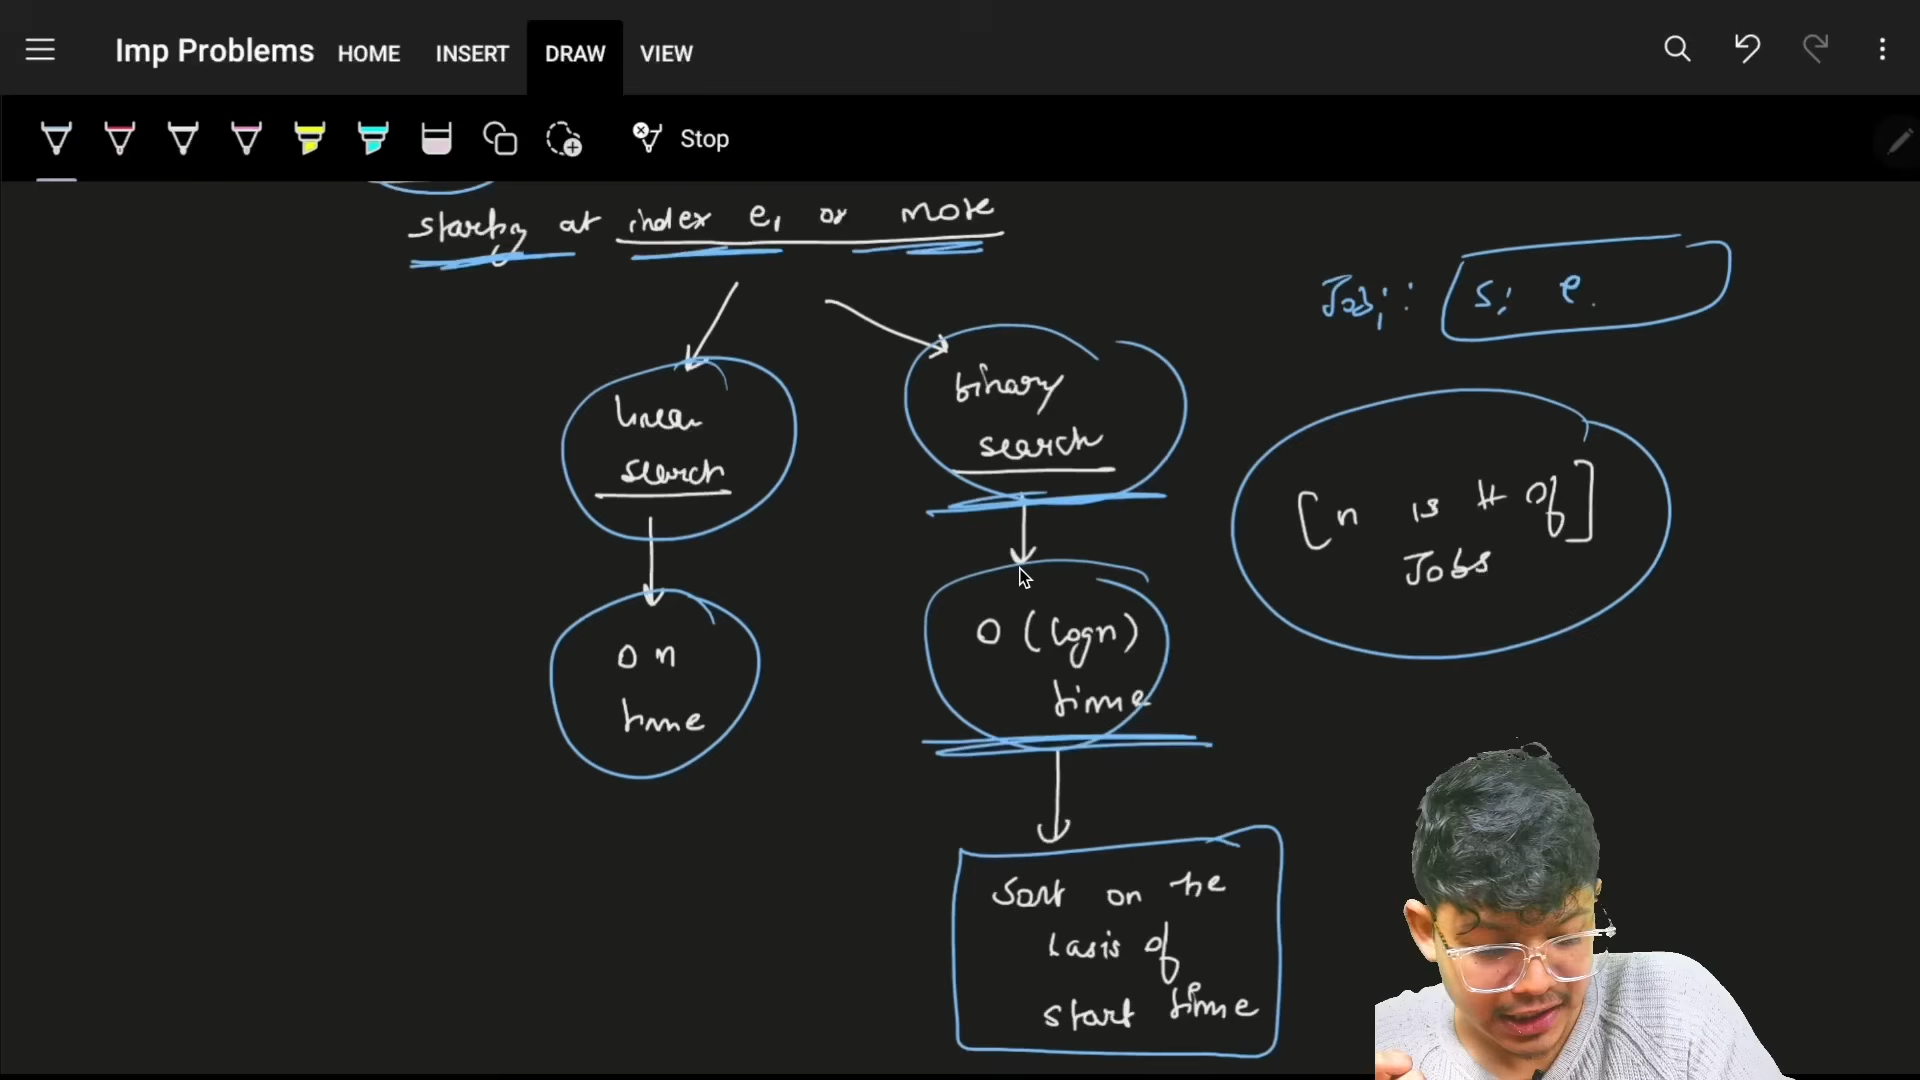 Imp Problems HOME INSERT DRAW VIEW
Stop
starting at index e, or more
Job; : s; e.
linear
search
binary
search
[n is # of]
Jobs
O n
time
O (logn)
time
Sort on the
basis of
start time